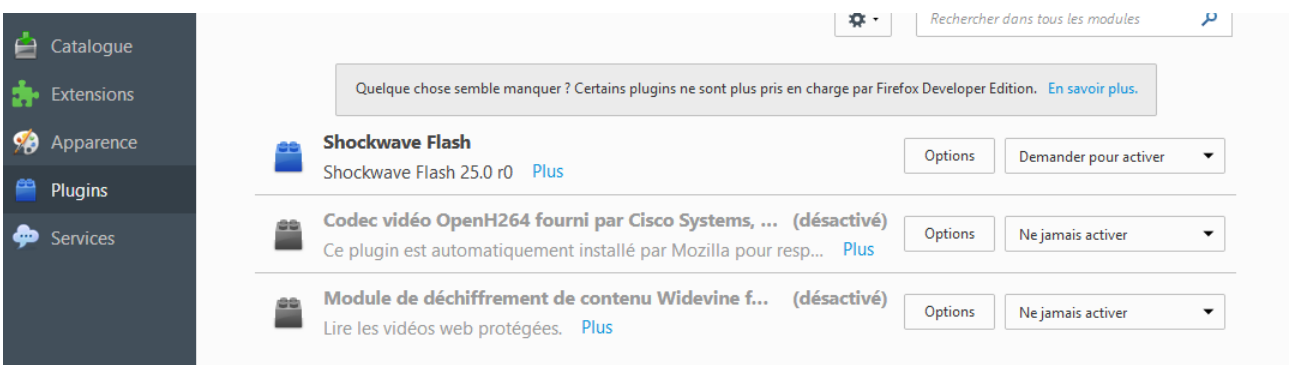 Rechercher dans tous les modules
Catalogue
Extensions
Apparence
Plugins
Services
Quelque chose semble manquer ? Certains plugins ne sont plus pris en charge par Firefox Developer Edition. En savoir plus.
Shockwave Flash
Shockwave Flash 25.0 r0 Plus
Options
Demander pour activer
Codec vidéo OpenH264 fourni par Cisco Systems, ... (désactivé)
Ce plugin est automatiquement installé par Mozilla pour resp... Plus
Options
Ne jamais activer
Module de déchiffrement de contenu Widevine f... (désactivé)
Lire les vidéos web protégées. Plus
Options
Ne jamais activer